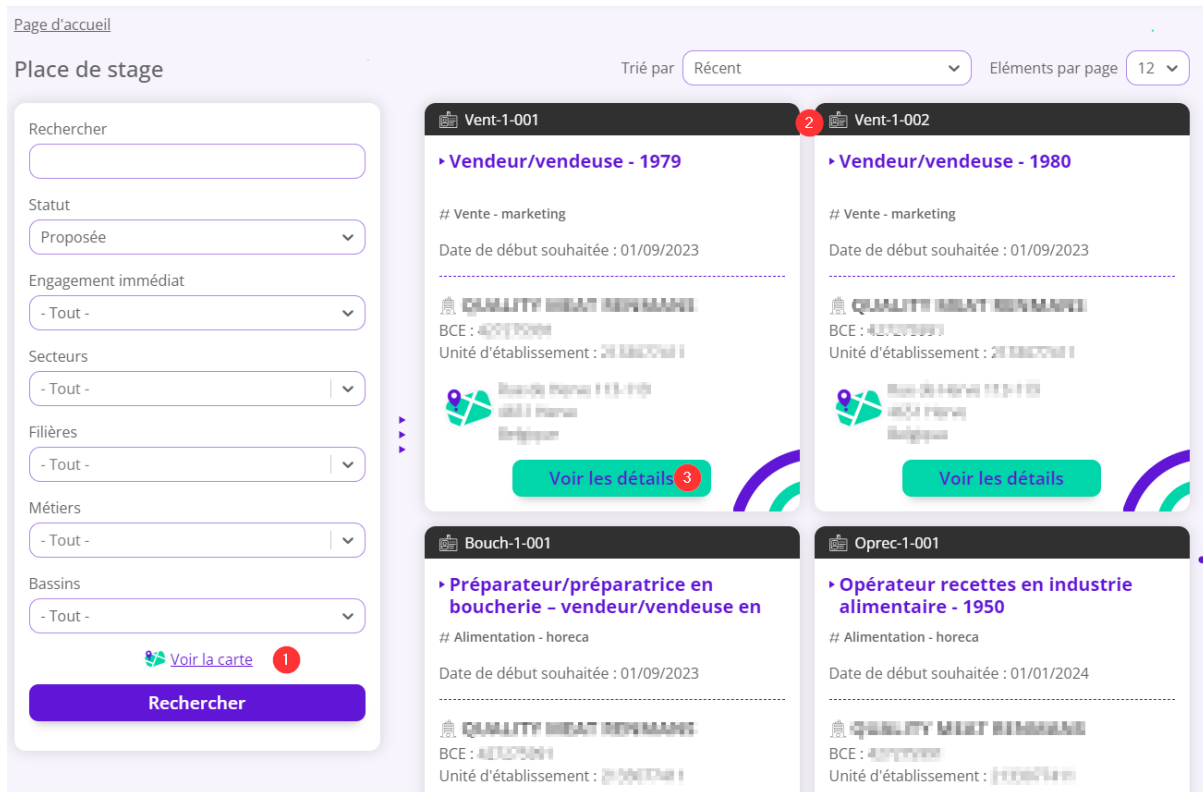 Page d'accueil
Place de stage
Trié par Récent Eléments par page 12
Rechercher
Statut
Proposée
Engagement immédiat
- Tout -
Secteurs
- Tout -
Filières
- Tout -
Métiers
- Tout -
Bassins
- Tout -
Voir la carte 1
Rechercher
Vent-1-001
Vendeur/vendeuse - 1979
# Vente - marketing
Date de début souhaitée : 01/09/2023
BCE :
Unité d'établissement :
Voir les détails 3
2 Vent-1-002
Vendeur/vendeuse - 1980
# Vente - marketing
Date de début souhaitée : 01/09/2023
BCE :
Unité d'établissement :
Voir les détails
Bouch-1-001
Préparateur/préparatrice en
boucherie – vendeur/vendeuse en
# Alimentation - horeca
Date de début souhaitée : 01/09/2023
BCE :
Unité d'établissement :
Oprec-1-001
Opérateur recettes en industrie
alimentaire - 1950
# Alimentation - horeca
Date de début souhaitée : 01/01/2024
BCE :
Unité d'établissement :